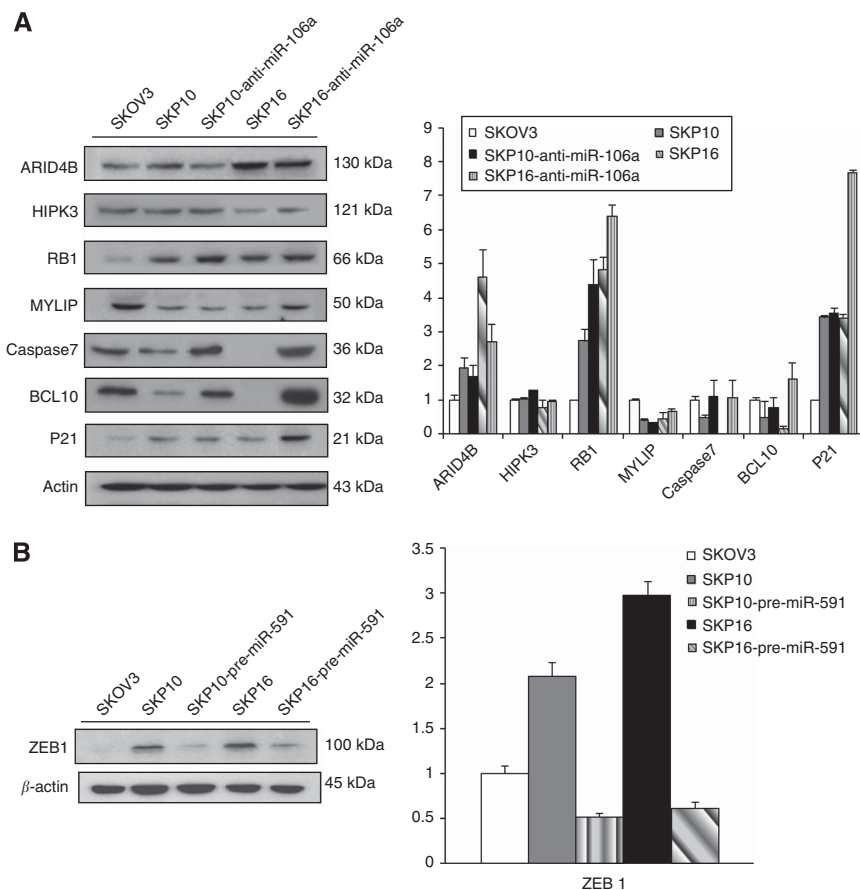 A
SKOV3
SKP10
SKP10-anti-miR-106a
SKP16
SKP16-anti-miR-106a
ARID4B
130 kDa
HIPK3
121 kDa
RB1
66 kDa
MYLIP
50 kDa
Caspase7
36 kDa
BCL10
32 kDa
P21
21 kDa
Actin
43 kDa
9
8
7
6
5
4
3
2
1
0
SKOV3
SKP10
SKP10-anti-miR-106a
SKP16
SKP16-anti-miR-106a
ARID4B
HIPK3
RB1
MYLIP
Caspase7
BCL10
P21
B
SKOV3
SKP10
SKP10-pre-miR-591
SKP16
SKP16-pre-miR-591
ZEB1
100 kDa
β-actin
45 kDa
3.5
3
2.5
2
1.5
1
0.5
0
SKOV3
SKP10
SKP10-pre-miR-591
SKP16
SKP16-pre-miR-591
ZEB 1